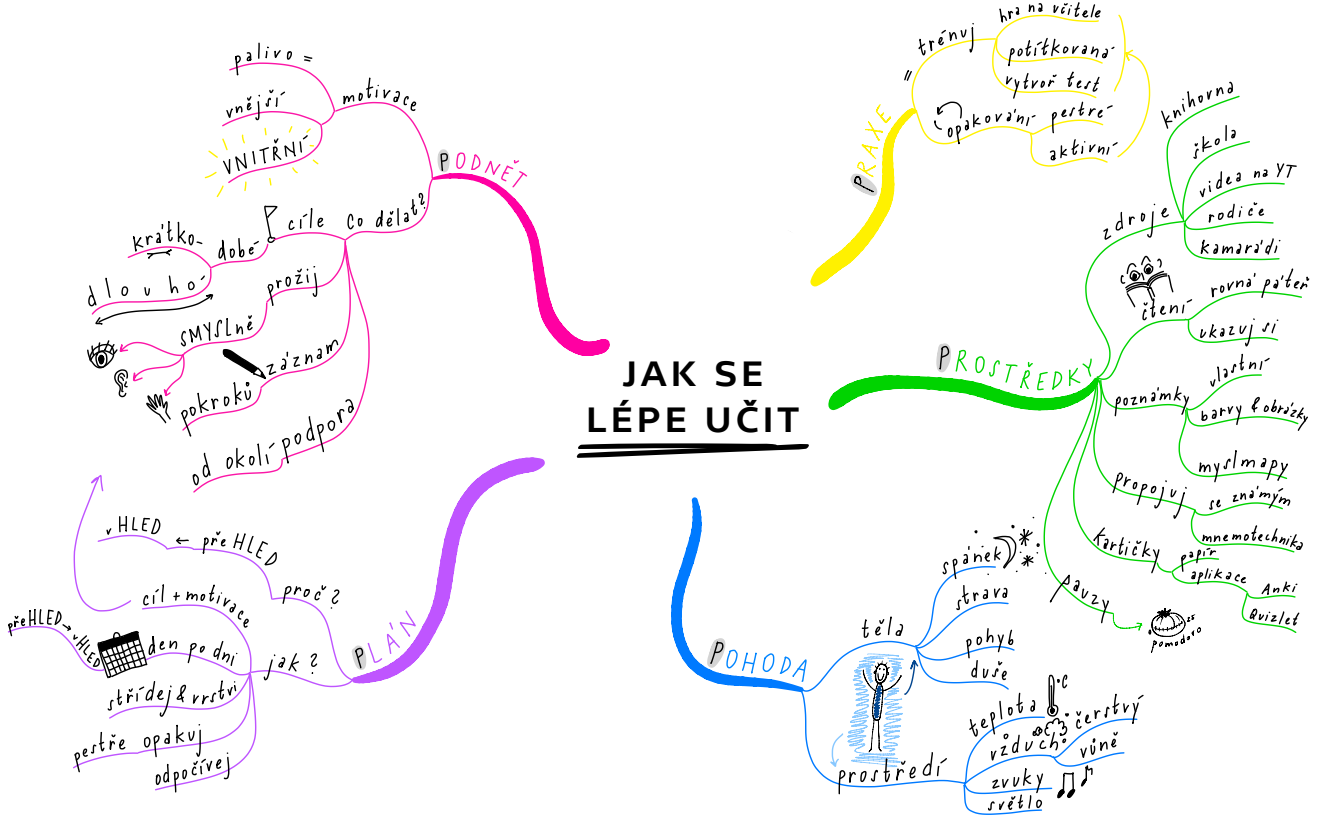 JAK SE
LÉPE UČIT
PODNĚT
motivace
palivo =
vnější
VNITŘNÍ
Co dělat?
cíle
dobé
krátko-
dlouho-
prožij
SMYSLně
záznam
pokroků
podpora
od okolí
PRAXE
= trénuj
hra na včitele
potítkovaná
vytvoř test
opakování
pestré
aktivní
PROSTŘEDKY
zdroje
knihovna
škola
videa na YT
rodiče
kamarádi
čtení
rovná páteř
ukazuj si
poznámky
vlastní
barvy & obrázky
myslmapy
propojuj
se známým
mnemotechnika
Kartičky
papír
aplikace
Anki
Quizlet
pauzy
25
pomodoro
POHODA
těla
spánek
strava
pohyb
duše
prostředí
teplota
°C
vzduch
čerstvý
vůně
zvuky
světlo
PLÁN
proč?
← přeHLED
vHLED
jak?
cíl + motivace
den po dni
přeHLED → vHLED
střídej & vrstvi
pestře opakuj
odpočívej